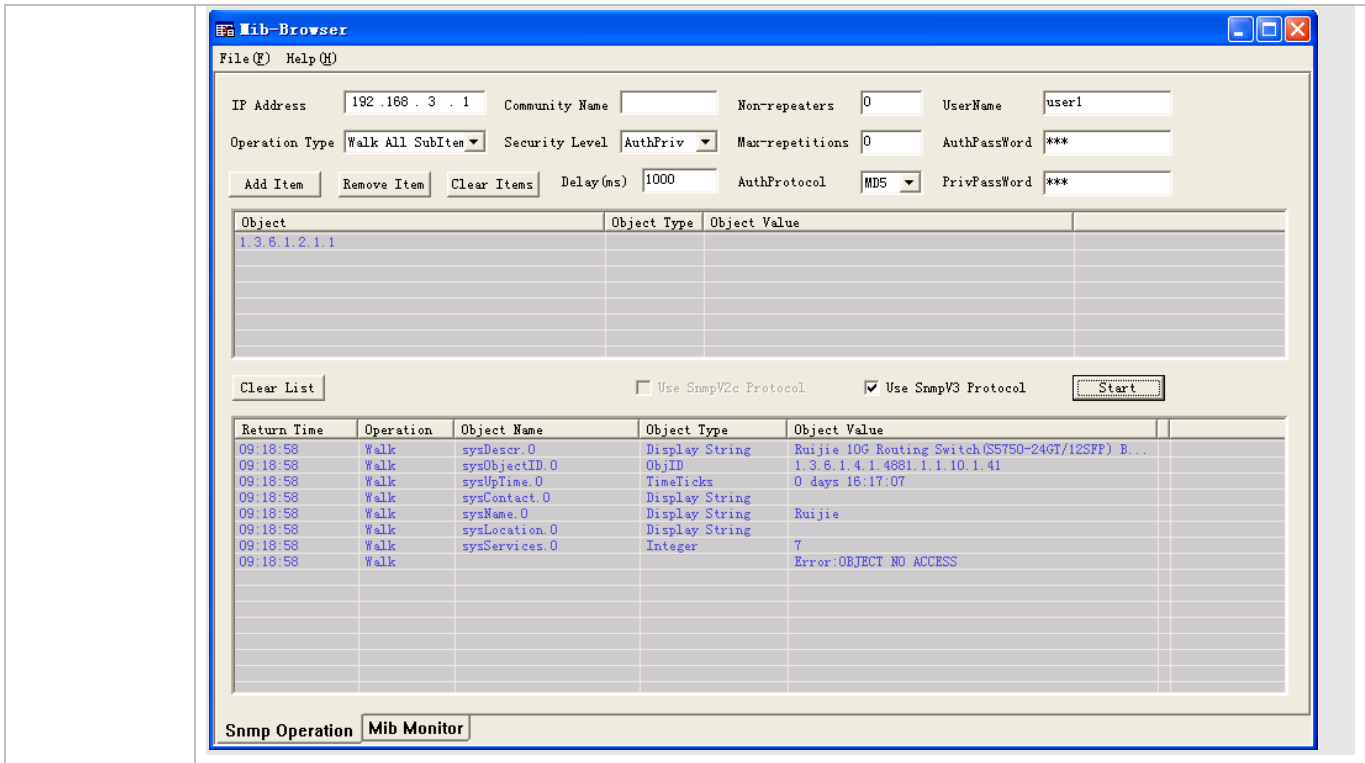 Mib-Browser
File(F) Help(H)
IP Address 192 .168 . 3 . 1 Community Name Non-repeaters 0 UserName user1
Operation Type Walk All SubItem Security Level AuthPriv Max-repetitions 0 AuthPassWord ***
Add Item Remove Item Clear Items Delay(ms) 1000 AuthProtocol MD5 PrivPassWord ***
Object Object Type Object Value
1.3.6.1.2.1.1
Clear List Use SnmpV2c Protocol Use SnmpV3 Protocol Start
Return Time Operation Object Name Object Type Object Value
09:18:58 Walk sysDescr.0 Display String Ruijie 10G Routing Switch(S5750-24GT/12SFP) B...
09:18:58 Walk sysObjectID.0 ObjID 1.3.6.1.4.1.4881.1.1.10.1.41
09:18:58 Walk sysUpTime.0 TimeTicks 0 days 16:17:07
09:18:58 Walk sysContact.0 Display String
09:18:58 Walk sysName.0 Display String Ruijie
09:18:58 Walk sysLocation.0 Display String
09:18:58 Walk sysServices.0 Integer 7
09:18:58 Walk Error:OBJECT NO ACCESS
Snmp Operation Mib Monitor